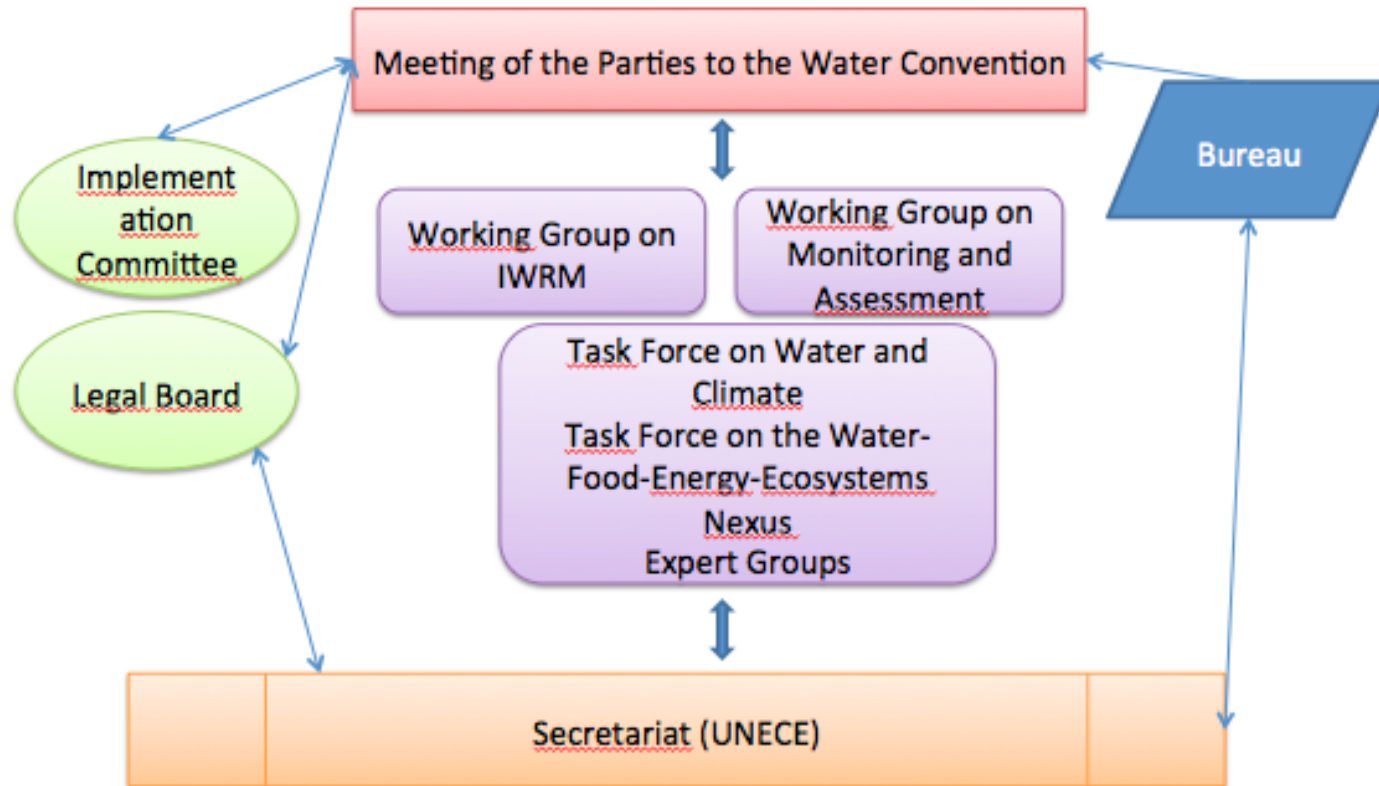 Meeting of the Parties to the Water Convention
Bureau
Implement
ation
Committee
Working Group on
IWRM
Working Group on
Monitoring and
Assessment
Legal Board
Task Force on Water and
Climate
Task Force on the Water-
Food-Energy-Ecosystems
Nexus
Expert Groups
Secretariat (UNECE)